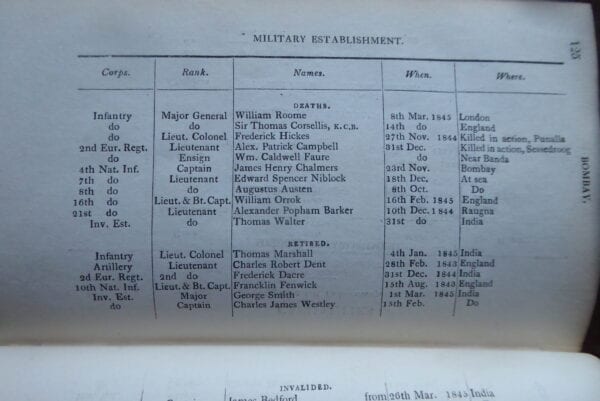 MILITARY ESTABLISHMENT.
125
BOMBAY.
Corps. Rank. Names. When. Where.
DEATHS.
Infantry Major General William Roome 8th Mar. 1845 London
do do Sir Thomas Corsellis, K.C.B. 14th do England
do Lieut. Colonel Frederick Hickes 27th Nov. 1844 Killed in action, Punalla
2nd Eur. Regt. Lieutenant Alex. Patrick Campbell 31st Dec. Killed in action,
do Ensign Wm. Caldwell Faure do Near Banda
4th Nat. Inf. Captain James Henry Chalmers 23rd Nov. Bombay
7th do Lieutenant Edward Spencer Niblock 18th Dec. At sea
8th do do Augustus Austen 8th Oct. Do
16th do Lieut. & Bt. Capt. William Orrok 16th Feb. 1845 England
21st do Lieutenant Alexander Popham Barker 10th Dec. 1844 Raugna
Inv. Est. do Thomas Walter 31st do India
RETIRED.
Infantry Lieut. Colonel Thomas Marshall 4th Jan. 1845 India
Artillery Lieutenant Charles Robert Dent 28th Feb. 1843 England
2d Eur. Regt. 2nd do Frederick Dacre 31st Dec. 1844 India
10th Nat. Inf. Lieut. & Bt. Capt. Francklin Fenwick 15th Aug. 1843 England
Inv. Est. Major George Smith 1st Mar. 1845 India
do Captain Charles James Westley 15th Feb. Do
INVALIDED.
James Bedford from 26th Mar. 1845 India